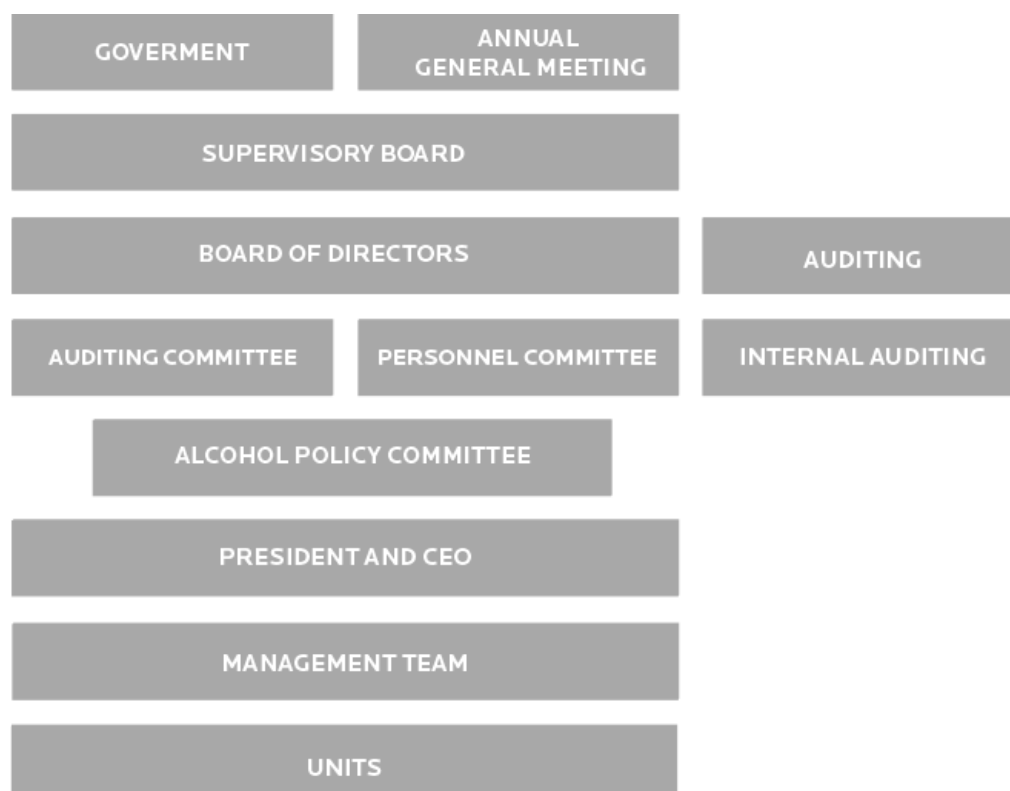 GOVERMENT
ANNUAL
GENERAL MEETING
SUPERVISORY BOARD
BOARD OF DIRECTORS
AUDITING
AUDITING COMMITTEE
PERSONNEL COMMITTEE
INTERNAL AUDITING
ALCOHOL POLICY COMMITTEE
PRESIDENT AND CEO
MANAGEMENT TEAM
UNITS